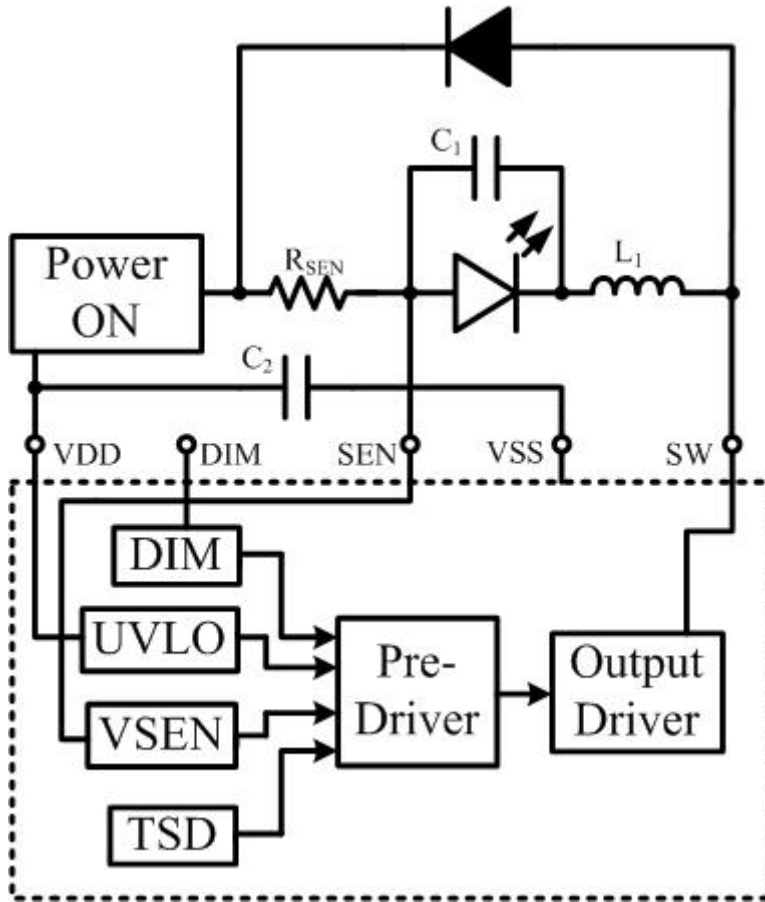 C1
Power
ON
RSEN
L1
C2
VDD
DIM
SEN
VSS
SW
DIM
UVLO
VSEN
TSD
Pre-
Driver
Output
Driver